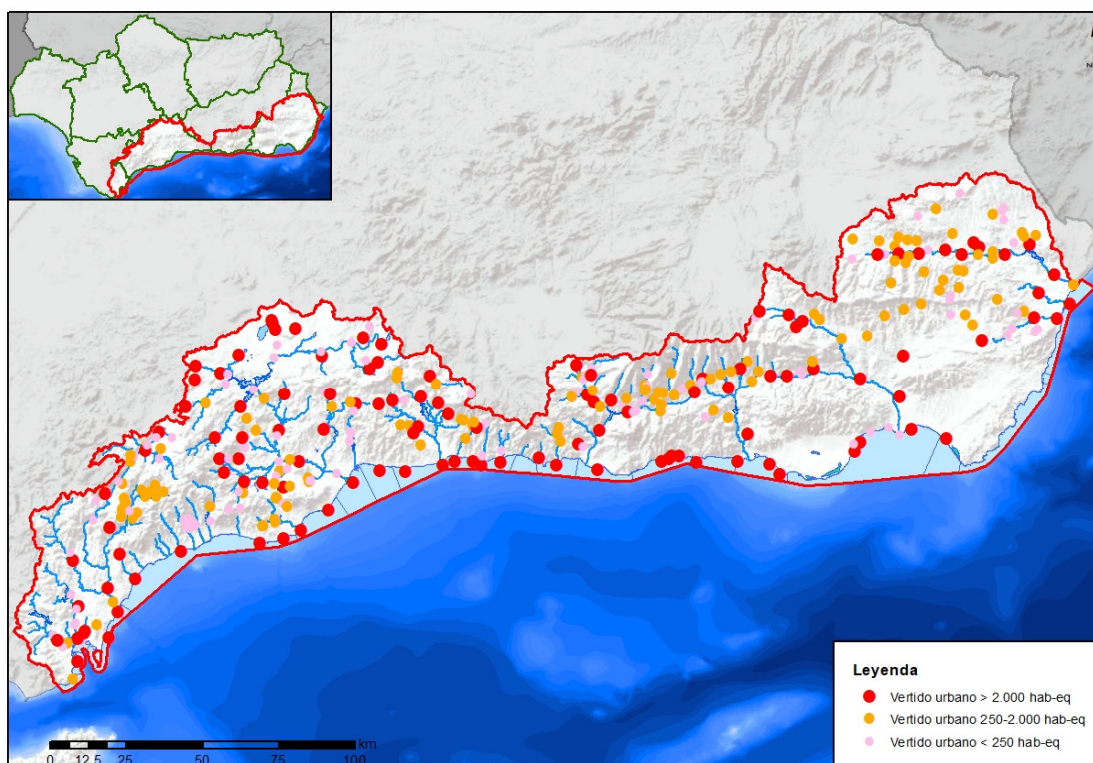 N
Leyenda
Vertido urbano > 2.000 hab-eq
Vertido urbano 250-2.000 hab-eq
Vertido urbano < 250 hab-eq
km
0 12,5 25 50 75 100